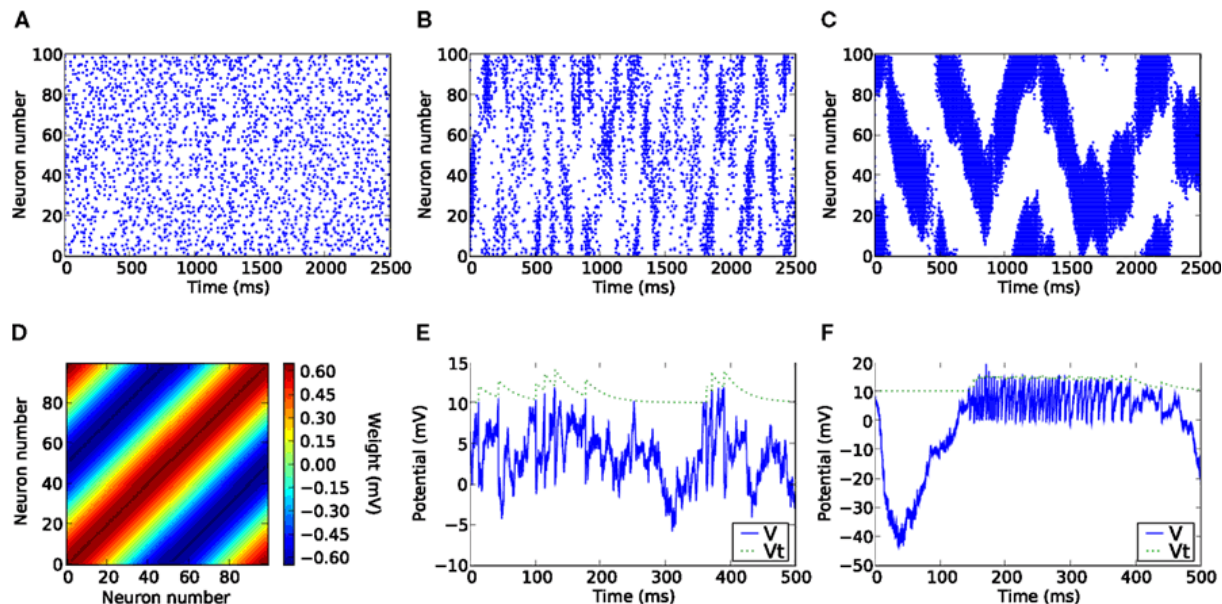 A
Neuron number
100
80
60
40
20
0
0 500 1000 1500 2000 2500
Time (ms)
B
Neuron number
100
80
60
40
20
0
0 500 1000 1500 2000 2500
Time (ms)
C
Neuron number
100
80
60
40
20
0
0 500 1000 1500 2000 2500
Time (ms)
D
Neuron number
80
60
40
20
0
0 20 40 60 80
Neuron number
0.60
0.45
0.30
0.15
0.00
−0.15
−0.30
−0.45
−0.60
Weight (mV)
E
Potential (mV)
15
10
5
0
−5
−10
0 100 200 300 400 500
Time (ms)
V
Vt
F
Potential (mV)
20
10
0
−10
−20
−30
−40
−50
0 100 200 300 400 500
Time (ms)
V
Vt